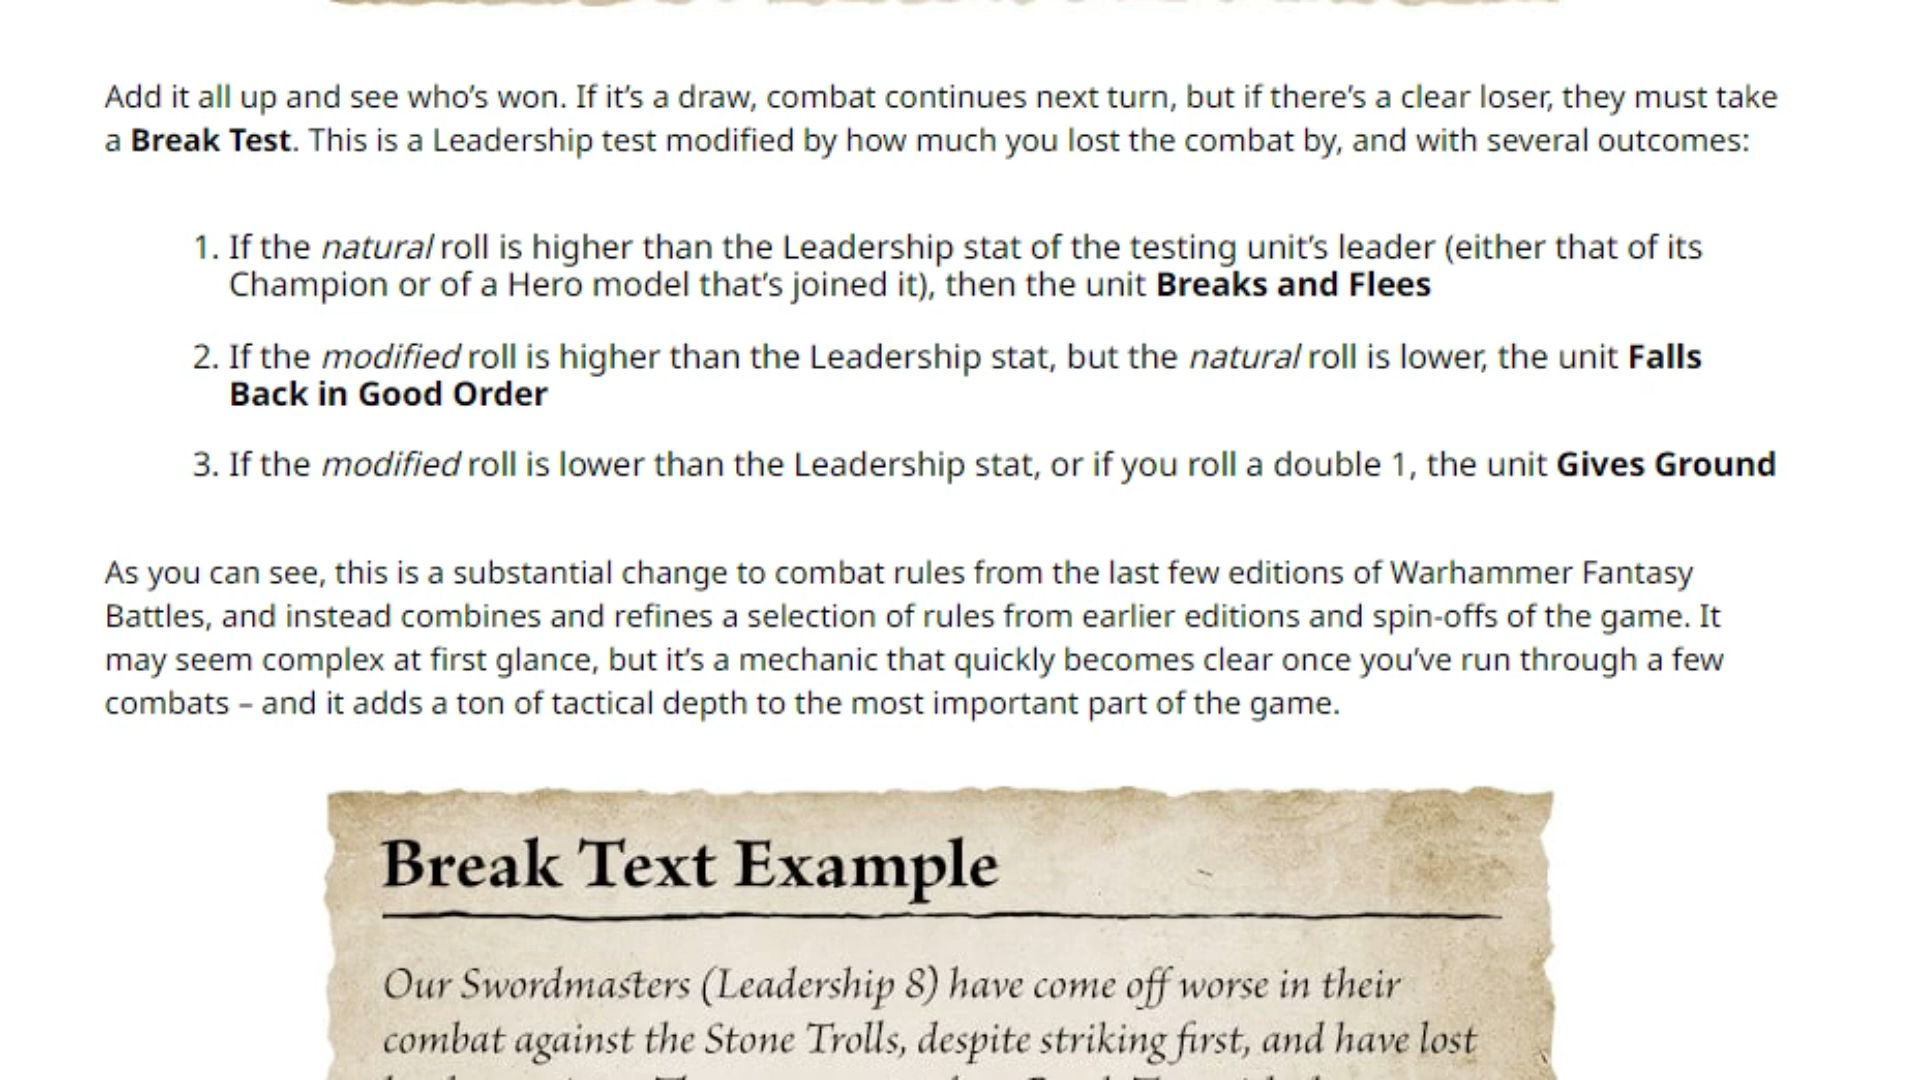 Add it all up and see who’s won. If it’s a draw, combat continues next turn, but if there’s a clear loser, they must take
a Break Test. This is a Leadership test modified by how much you lost the combat by, and with several outcomes:
1. If the natural roll is higher than the Leadership stat of the testing unit’s leader (either that of its
Champion or of a Hero model that’s joined it), then the unit Breaks and Flees
2. If the modified roll is higher than the Leadership stat, but the natural roll is lower, the unit Falls
Back in Good Order
3. If the modified roll is lower than the Leadership stat, or if you roll a double 1, the unit Gives Ground
As you can see, this is a substantial change to combat rules from the last few editions of Warhammer Fantasy
Battles, and instead combines and refines a selection of rules from earlier editions and spin-offs of the game. It
may seem complex at first glance, but it’s a mechanic that quickly becomes clear once you’ve run through a few
combats – and it adds a ton of tactical depth to the most important part of the game.
Break Text Example
Our Swordmasters (Leadership 8) have come off worse in their
combat against the Stone Trolls, despite striking first, and have lost